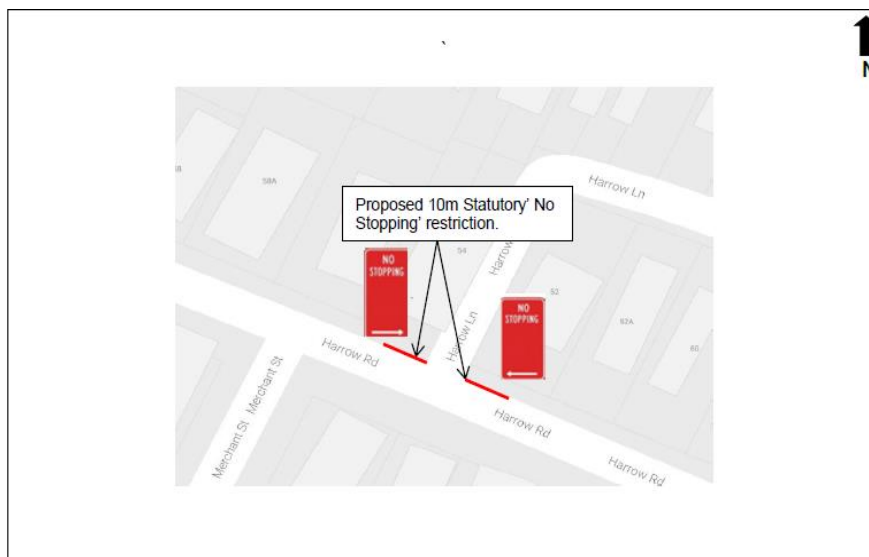 N
58A
Harrow Ln
Proposed 10m Statutory' No
Stopping' restriction.
Harrow
54
NO
STOPPING
52
NO
STOPPING
52A
Harrow Ln
Harrow Rd
Merchant St
Merchant St
Harrow Rd
Harrow Rd